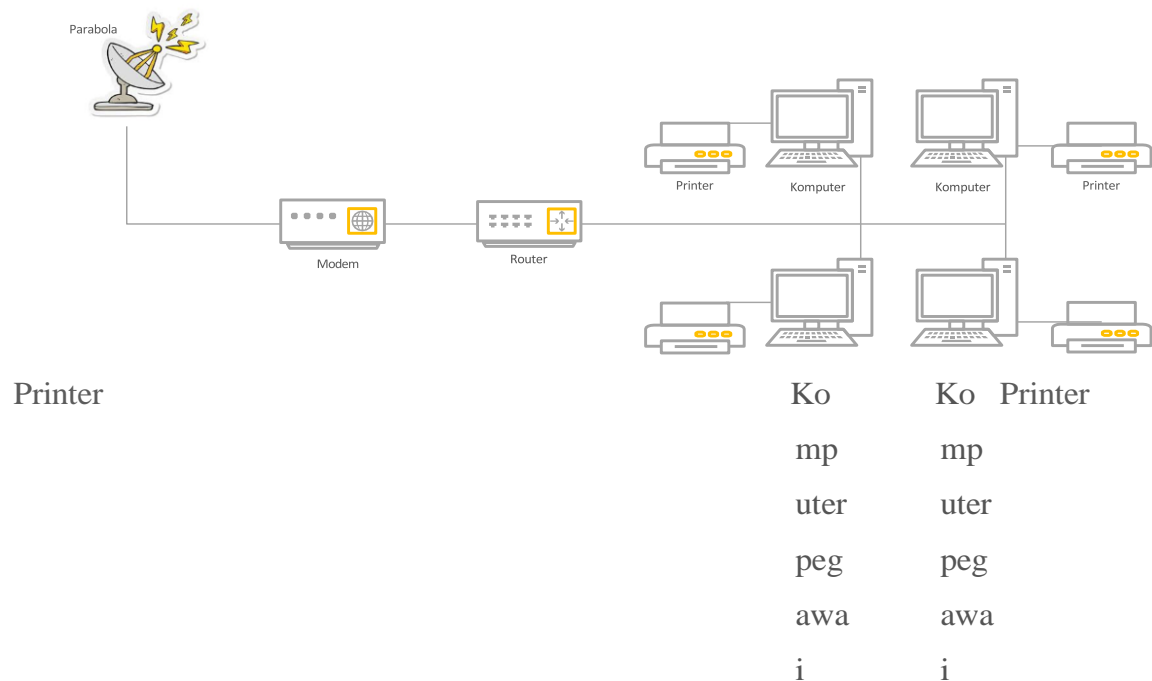 Parabola
Printer Komputer Komputer Printer
Modem Router
Printer Ko Ko Printer
mp mp
uter uter
peg peg
awa awa
i i